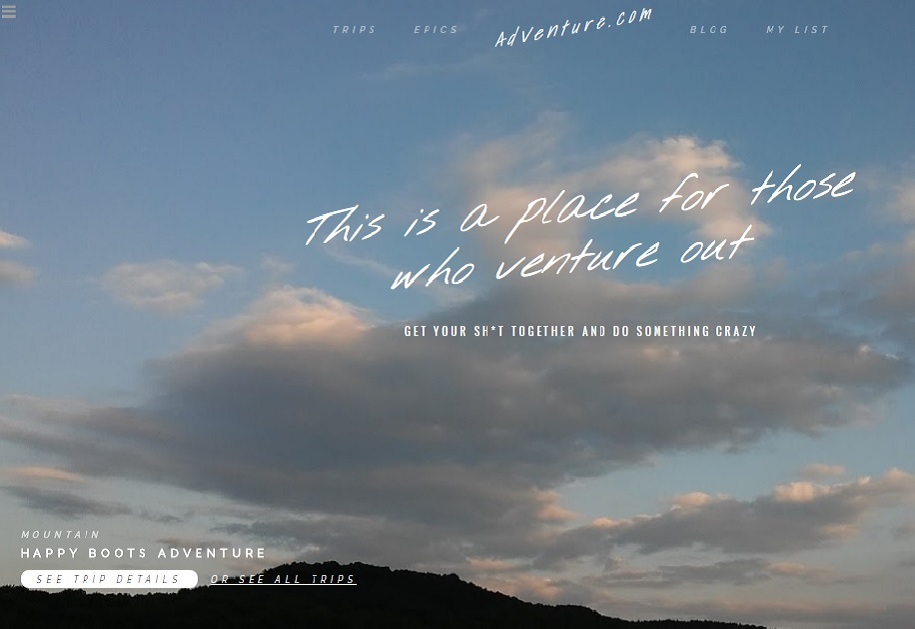 TRIPS EPICS Adventure.com BLOG MY LIST
This is a place for those
who venture out
GET YOUR SH*T TOGETHER AND DO SOMETHING CRAZY
MOUNTAIN
HAPPY BOOTS ADVENTURE
SEE TRIP DETAILS OR SEE ALL TRIPS